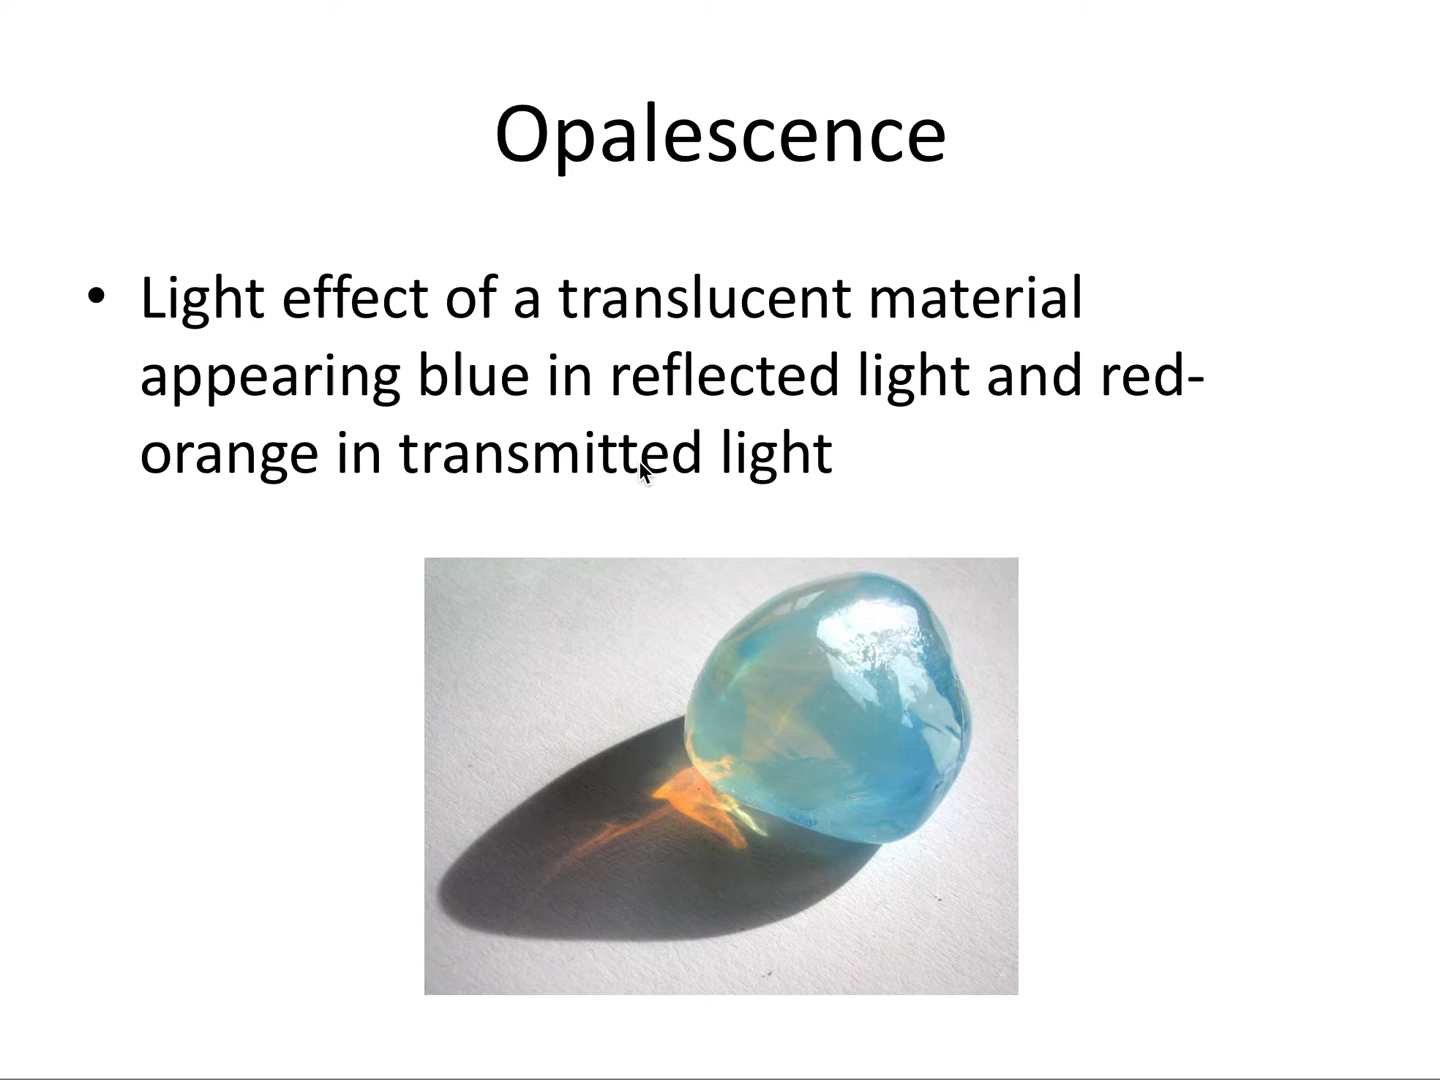 Opalescence
• Light effect of a translucent material
appearing blue in reflected light and red-
orange in transmitted light